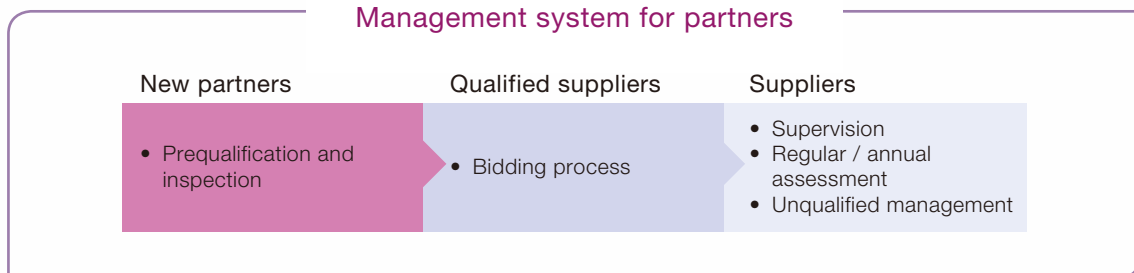 Management system for partners
New partners
Qualified suppliers
Suppliers
• Prequalification and
inspection
• Bidding process
• Supervision
• Regular / annual
assessment
• Unqualified management